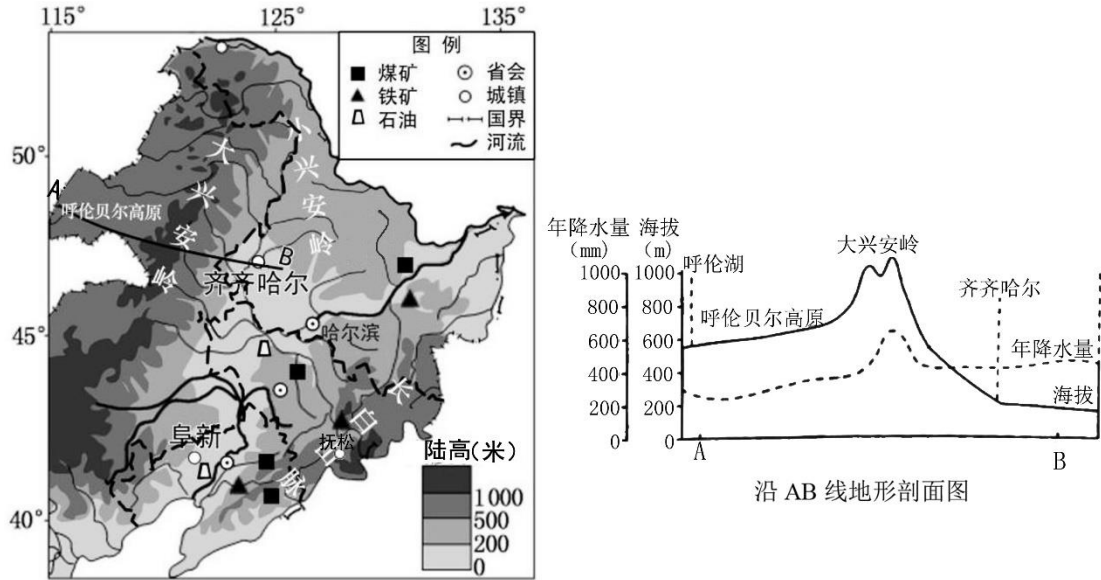 115°
125°
135°
50°
45°
40°
图 例
煤矿
铁矿
石油
省会
城镇
国界
河流
大兴安岭
小兴安岭
A
呼伦贝尔高原
B
齐齐哈尔
哈尔滨
长白山脉
抚松
阜新
陆高(米)
1000
500
200
0
年降水量
(mm)
海拔
(m)
1000
800
600
400
200
0
1000
800
600
400
200
0
呼伦湖
呼伦贝尔高原
大兴安岭
齐齐哈尔
年降水量
海拔
A
B
沿 AB 线地形剖面图